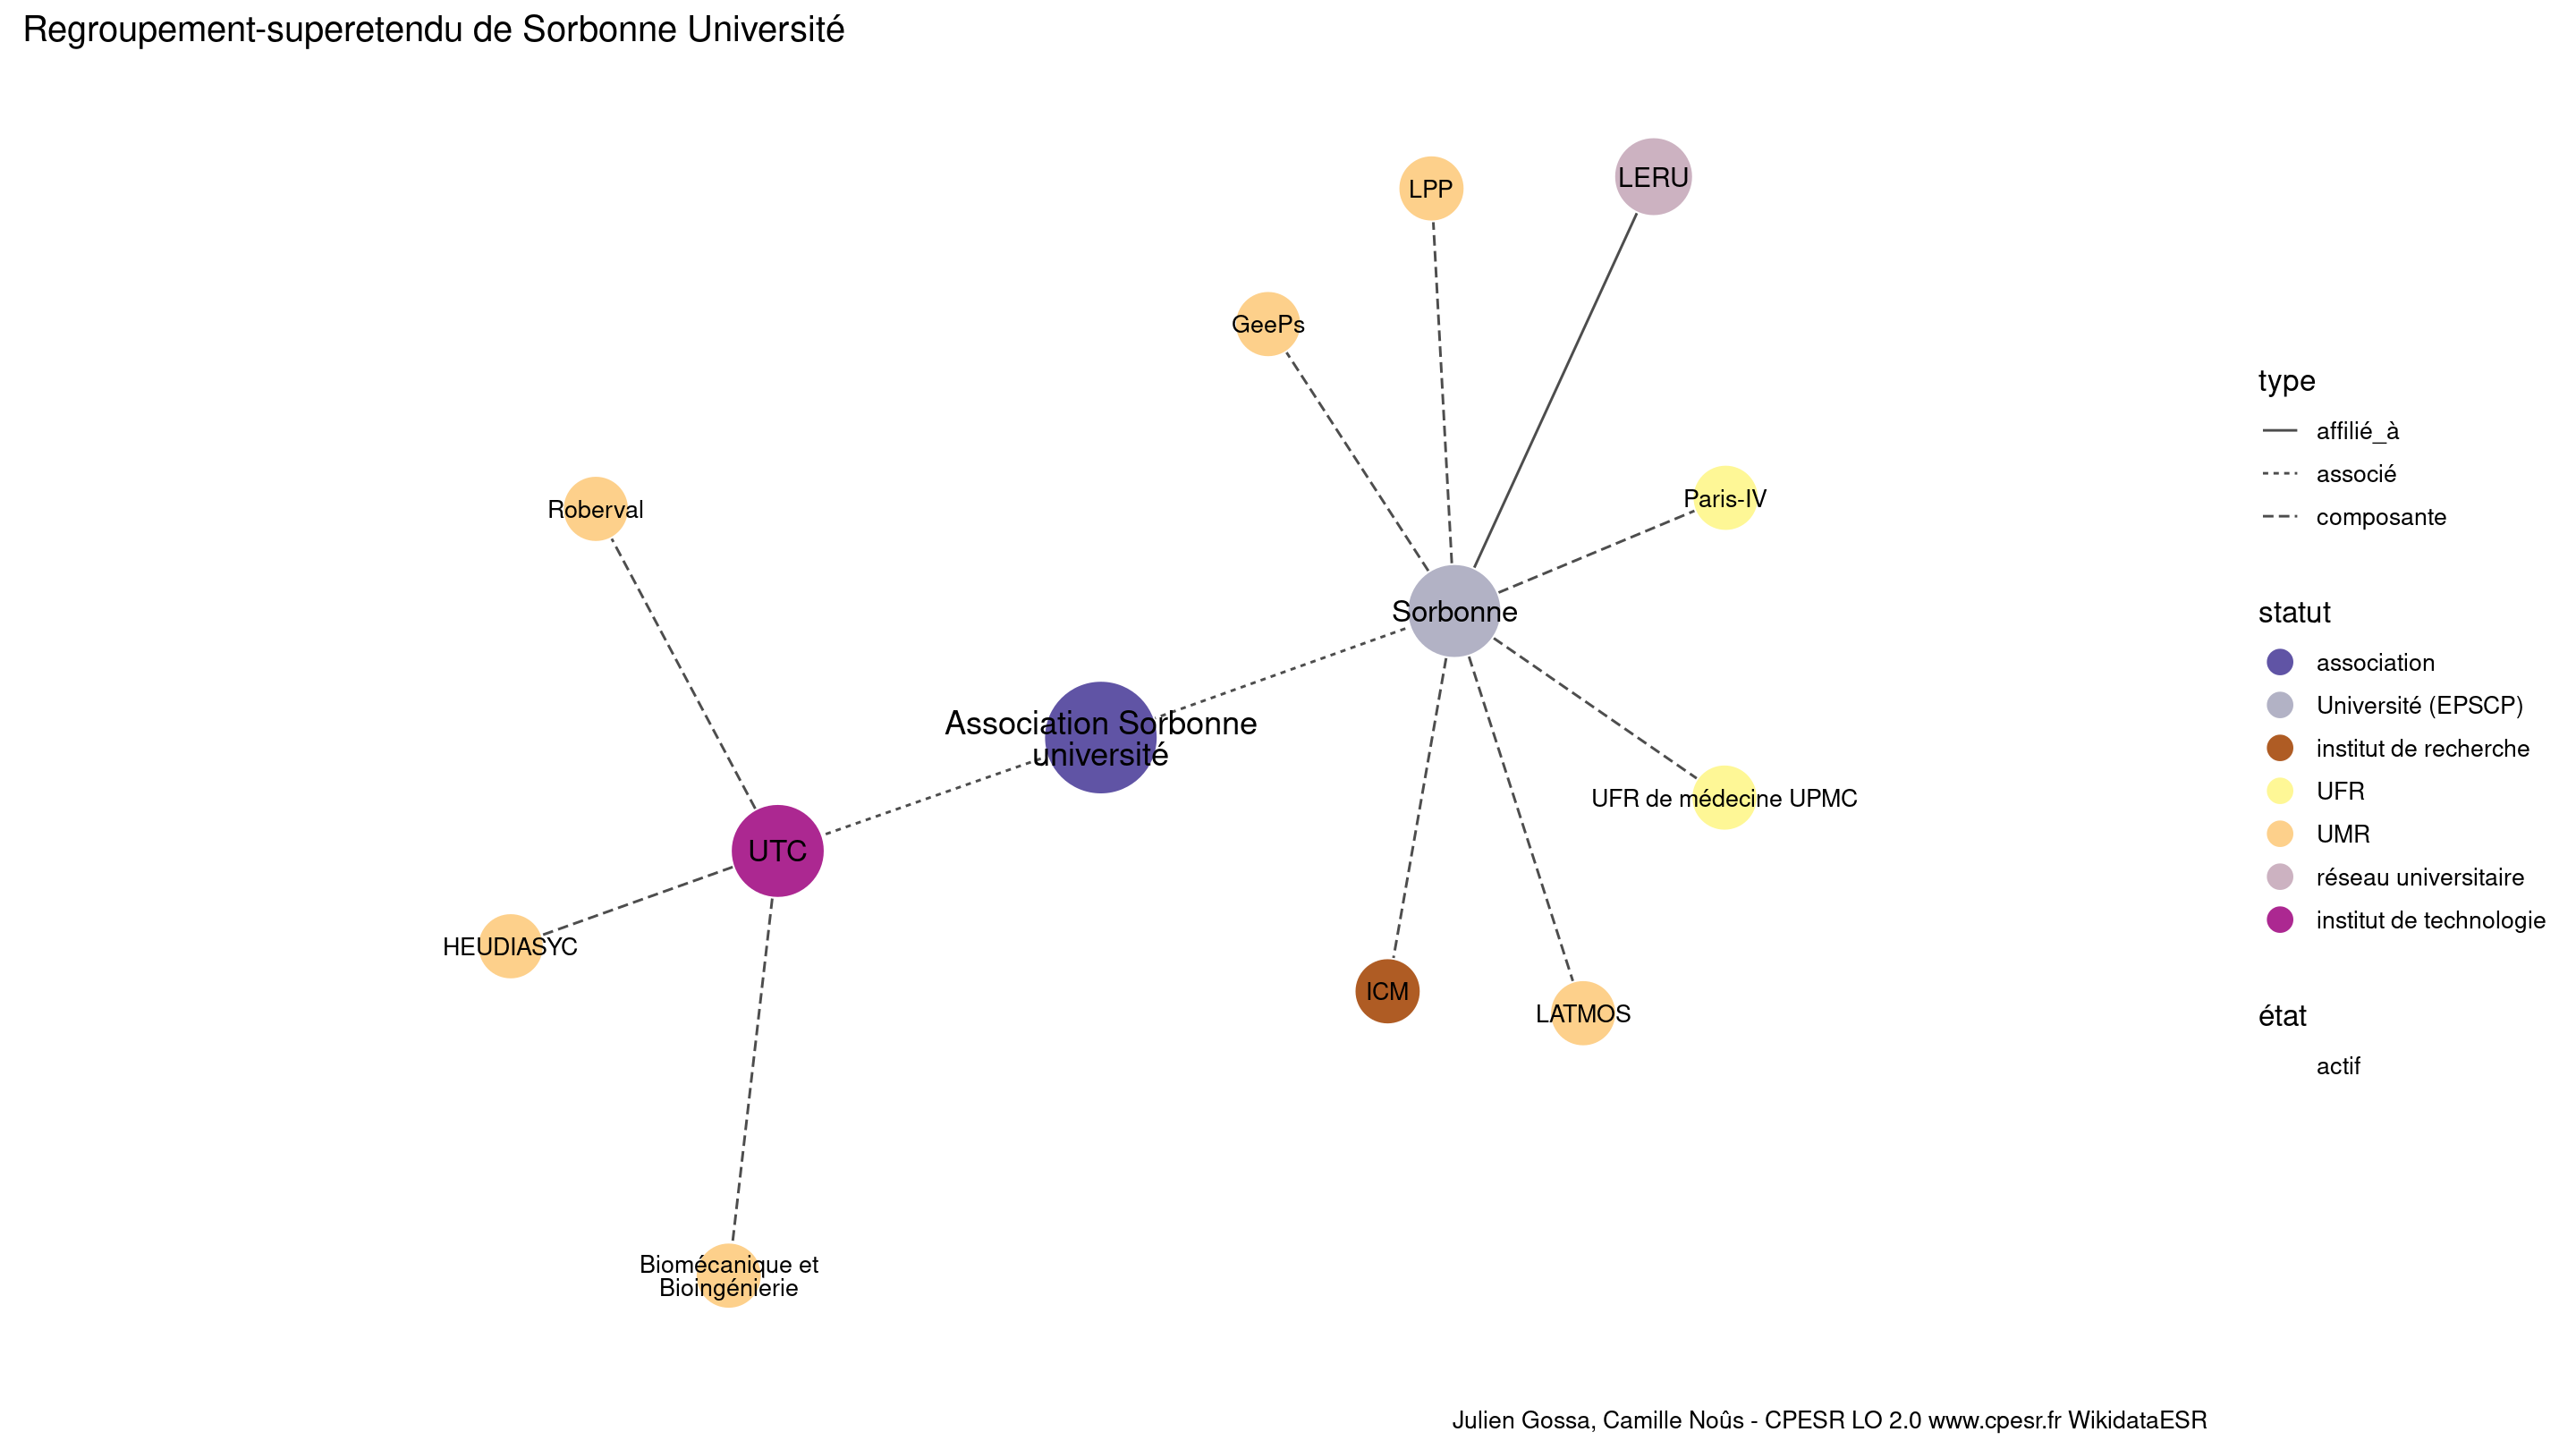 Regroupement-superetendu de Sorbonne Université
LPP
LERU
GeePs
Roberval
Paris-IV
Sorbonne
Association Sorbonne
université
UFR de médecine UPMC
UTC
HEUDIASYC
ICM
LATMOS
Biomécanique et
Bioingénierie
type
affilié_à
associé
composante
statut
association
Université (EPSCP)
institut de recherche
UFR
UMR
réseau universitaire
institut de technologie
état
actif
Julien Gossa, Camille Noûs - CPESR LO 2.0 www.cpesr.fr WikidataESR